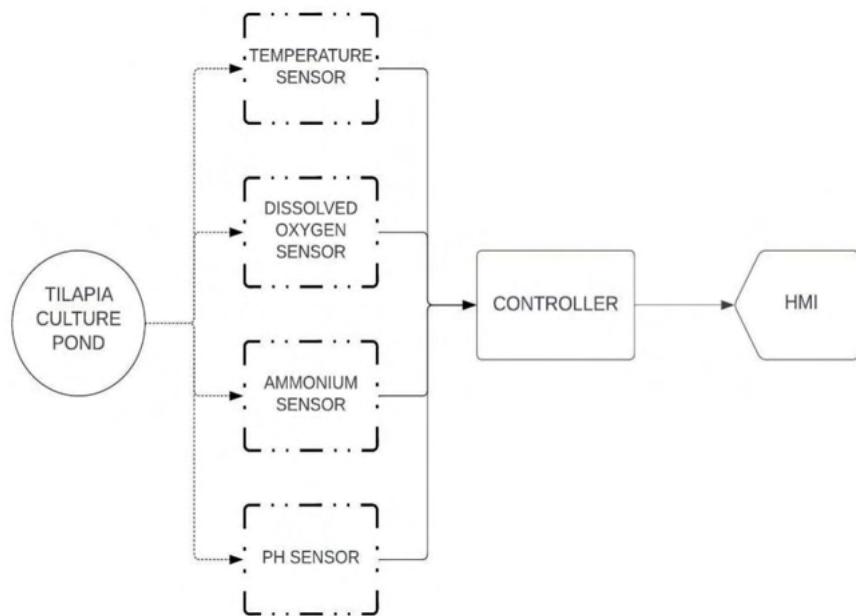 TEMPERATURE
SENSOR
DISSOLVED
OXYGEN
SENSOR
TILAPIA
CULTURE
POND
CONTROLLER
HMI
AMMONIUM
SENSOR
PH SENSOR